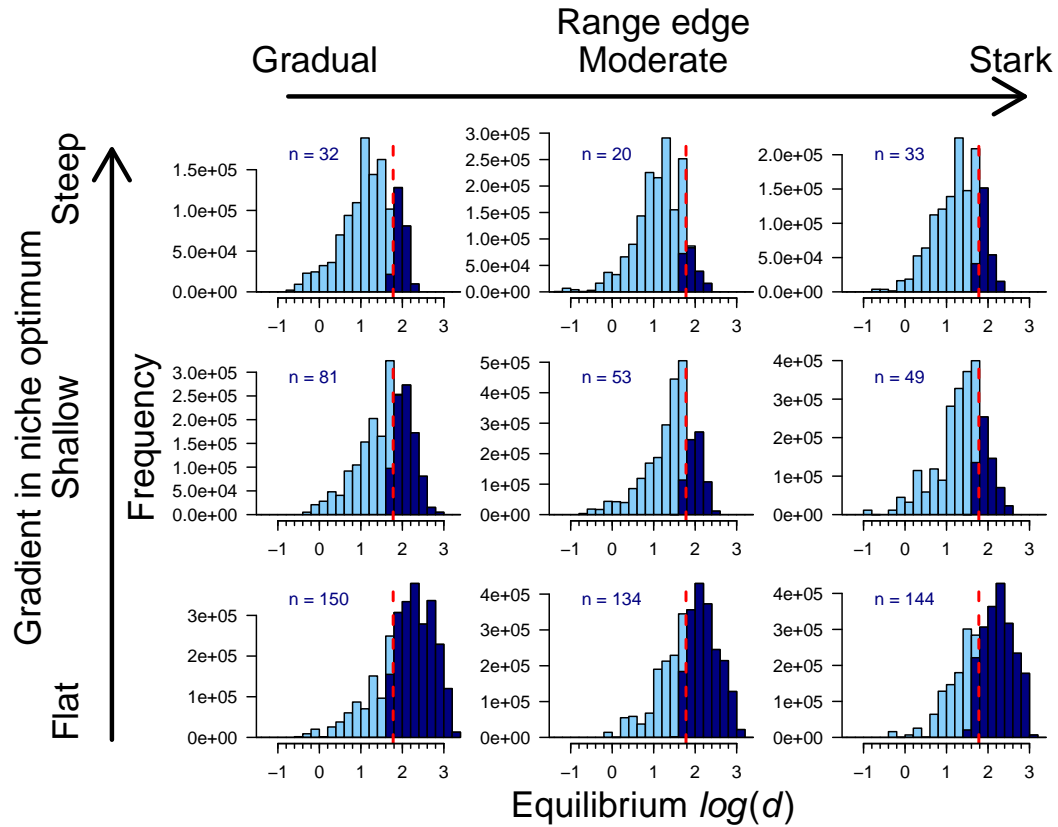 Range edge
Gradual Moderate Stark
Gradient in niche optimum
Steep
Shallow
Flat
Frequency
n = 32
0.0e+00 5.0e+04 1.0e+05 1.5e+05
−1 0 1 2 3
n = 20
0.0e+00 5.0e+04 1.0e+05 1.5e+05 2.0e+05 2.5e+05 3.0e+05
−1 0 1 2 3
n = 33
0.0e+00 5.0e+04 1.0e+05 1.5e+05 2.0e+05
−1 0 1 2 3
n = 81
0.0e+00 5.0e+04 1.0e+05 1.5e+05 2.0e+05 2.5e+05 3.0e+05
−1 0 1 2 3
n = 53
0e+00 1e+05 2e+05 3e+05 4e+05 5e+05
−1 0 1 2 3
n = 49
0e+00 1e+05 2e+05 3e+05 4e+05
−1 0 1 2 3
n = 150
0e+00 1e+05 2e+05 3e+05
−1 0 1 2 3
n = 134
0e+00 1e+05 2e+05 3e+05 4e+05
−1 0 1 2 3
n = 144
0e+00 1e+05 2e+05 3e+05 4e+05
−1 0 1 2 3
Equilibrium log(d)